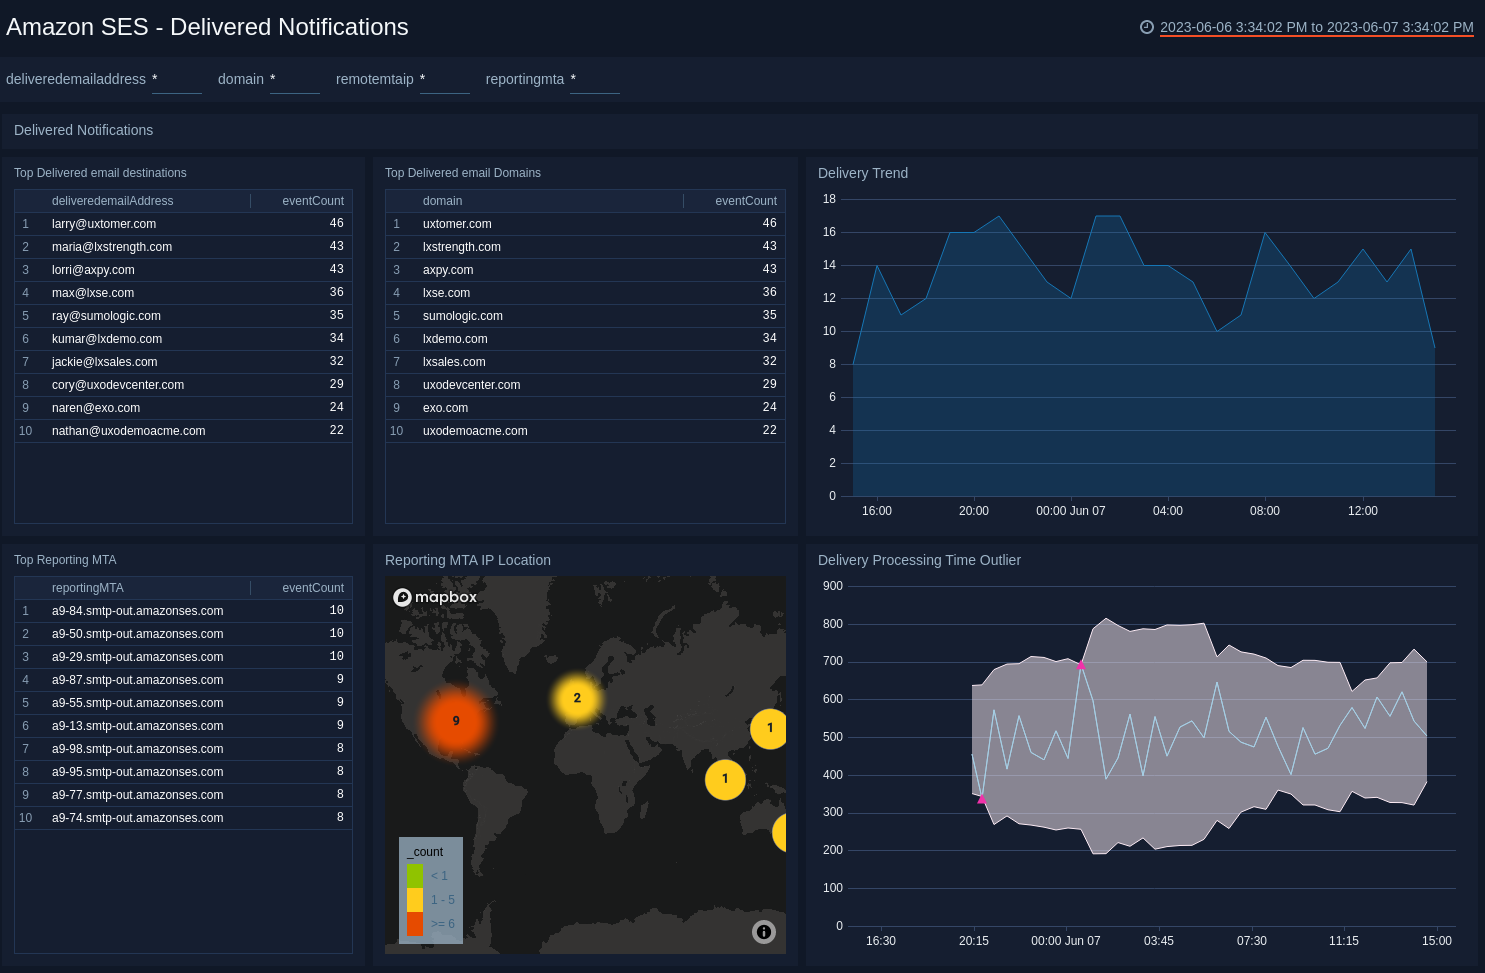 Amazon SES - Delivered Notifications
2023-06-06 3:34:02 PM to 2023-06-07 3:34:02 PM
deliveredemailaddress * domain * remotemtaip * reportingmta *
Delivered Notifications
Top Delivered email destinations
deliveredemailAddress eventCount
1 larry@uxtomer.com 46
2 maria@lxstrength.com 43
3 lorri@axpy.com 43
4 max@lxse.com 36
5 ray@sumologic.com 35
6 kumar@lxdemo.com 34
7 jackie@lxsales.com 32
8 cory@uxodevcenter.com 29
9 naren@exo.com 24
10 nathan@uxodemoacme.com 22
Top Delivered email Domains
domain eventCount
1 uxtomer.com 46
2 lxstrength.com 43
3 axpy.com 43
4 lxse.com 36
5 sumologic.com 35
6 lxdemo.com 34
7 lxsales.com 32
8 uxodevcenter.com 29
9 exo.com 24
10 uxodemoacme.com 22
Delivery Trend
18
16
14
12
10
8
6
4
2
0
16:00 20:00 00:00 Jun 07 04:00 08:00 12:00
Top Reporting MTA
reportingMTA eventCount
1 a9-84.smtp-out.amazonses.com 10
2 a9-50.smtp-out.amazonses.com 10
3 a9-29.smtp-out.amazonses.com 10
4 a9-87.smtp-out.amazonses.com 9
5 a9-55.smtp-out.amazonses.com 9
6 a9-13.smtp-out.amazonses.com 9
7 a9-98.smtp-out.amazonses.com 8
8 a9-95.smtp-out.amazonses.com 8
9 a9-77.smtp-out.amazonses.com 8
10 a9-74.smtp-out.amazonses.com 8
Reporting MTA IP Location
mapbox
2
9
1
1
_count
< 1
1 - 5
>= 6
Delivery Processing Time Outlier
900
800
700
600
500
400
300
200
100
0
16:30 20:15 00:00 Jun 07 03:45 07:30 11:15 15:00